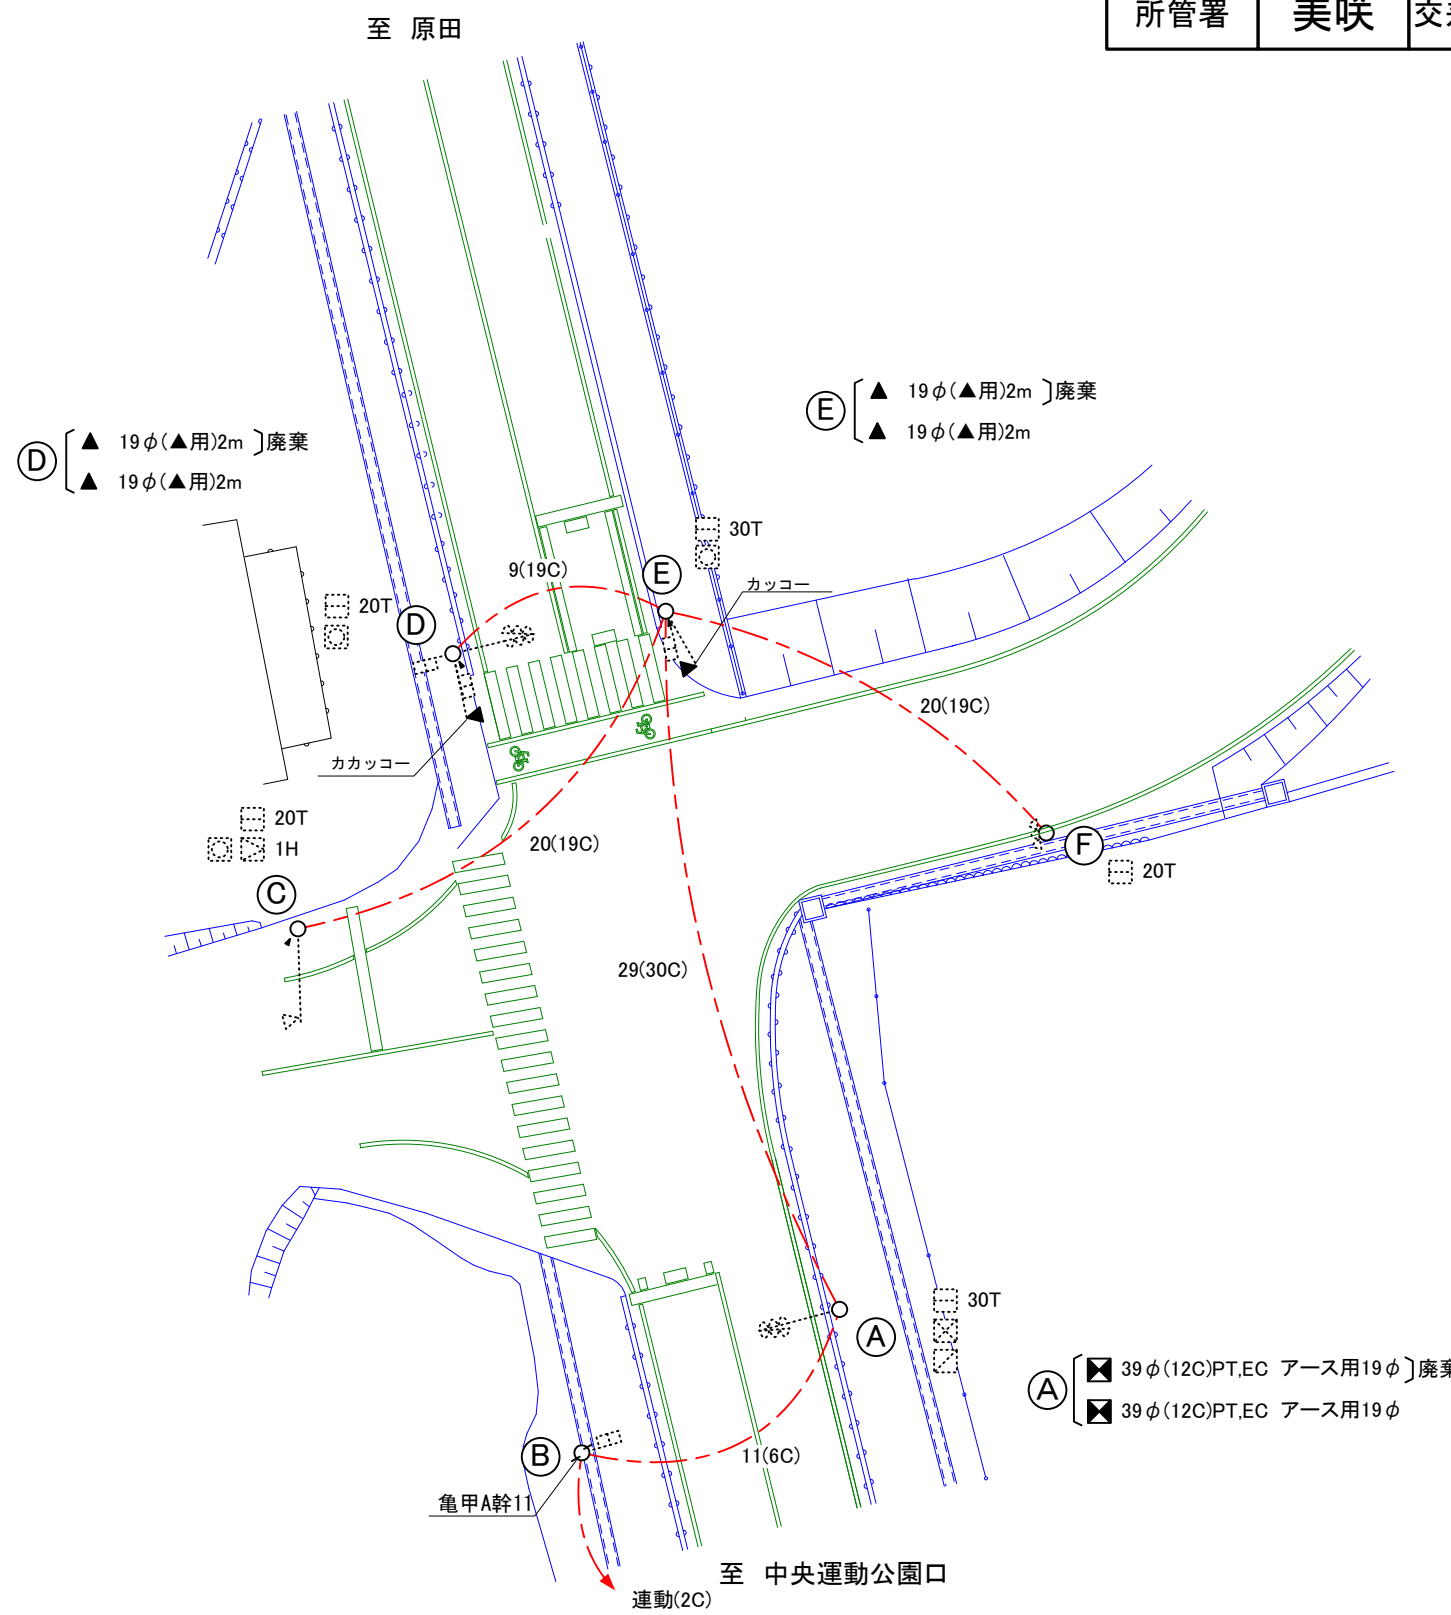 所管署 美咲
至 原田
Ⓔ ▲ 19φ(▲用)2m 廃棄
▲ 19φ(▲用)2m
Ⓓ ▲ 19φ(▲用)2m 廃棄
▲ 19φ(▲用)2m
30T
9(19C)
E
カッコー
20T
D
20(19C)
カカッコー
20T
1H
20(19C)
F
20T
C
29(30C)
30T
A
Ⓐ 39φ(12C)PT,EC アース用19φ 廃棄
39φ(12C)PT,EC アース用19φ
B
11(6C)
亀甲A幹11
至 中央運動公園口
連動(2C)